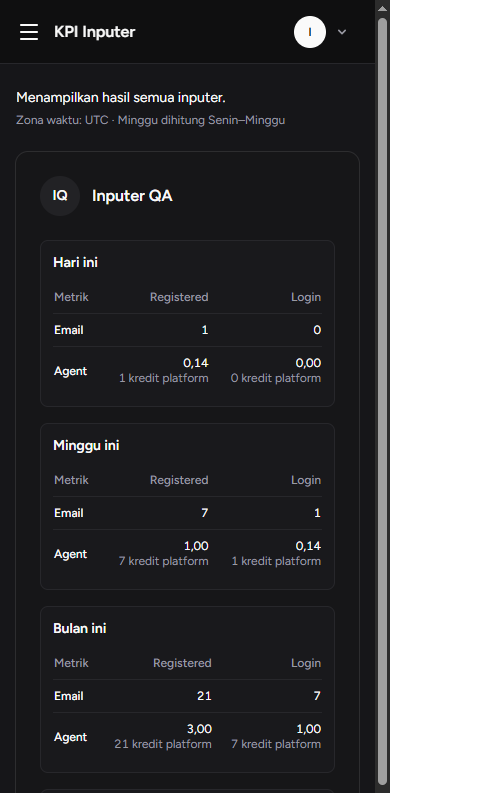 KPI Inputer
I
Menampilkan hasil semua inputer.
Zona waktu: UTC · Minggu dihitung Senin–Minggu
IQ Inputer QA
Hari ini
Metrik Registered Login
Email 1 0
Agent 0,14 0,00
1 kredit platform 0 kredit platform
Minggu ini
Metrik Registered Login
Email 7 1
Agent 1,00 0,14
7 kredit platform 1 kredit platform
Bulan ini
Metrik Registered Login
Email 21 7
Agent 3,00 1,00
21 kredit platform 7 kredit platform